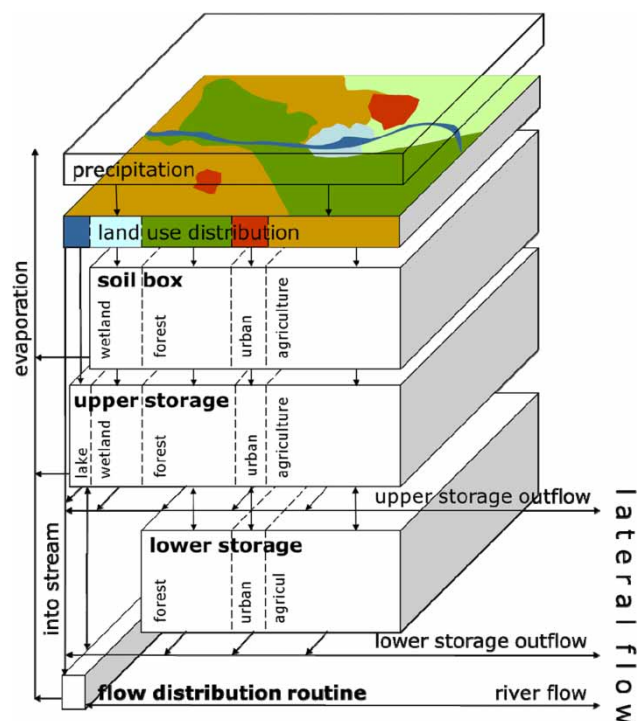 precipitation
land use distribution
soil box
wetland
forest
urban
agriculture
evaporation
upper storage
lake
wetland
forest
urban
agriculture
upper storage outflow
lower storage
forest
urban
agricul
into stream
lower storage outflow
flow distribution routine
river flow
lateral flow